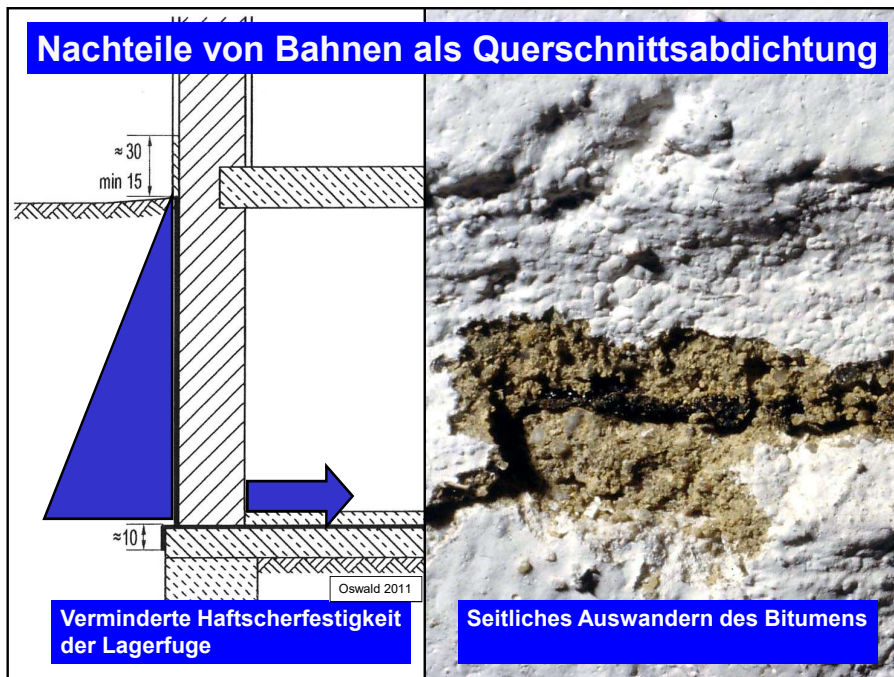 Nachteile von Bahnen als Querschnittsabdichtung
≈30
min 15
≈10
Oswald 2011
Verminderte Haftscherfestigkeit
der Lagerfuge
Seitliches Auswandern des Bitumens